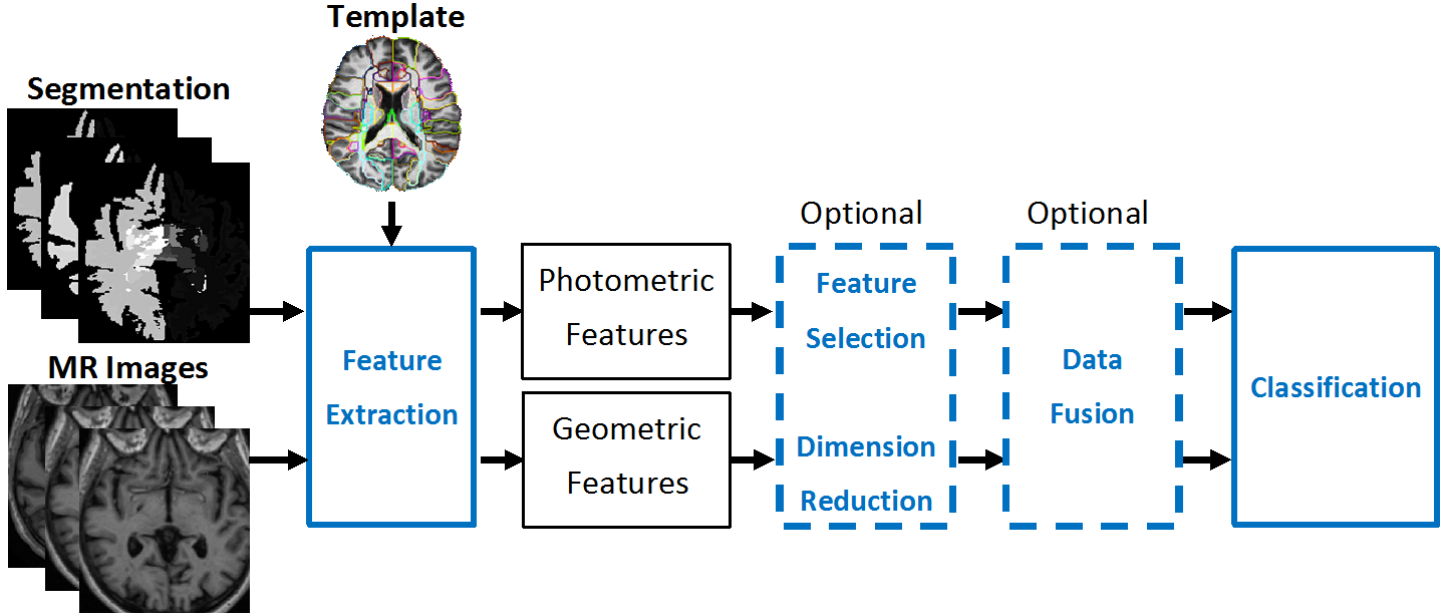 Template
Segmentation
MR Images
Feature
Extraction
Photometric
Features
Geometric
Features
Optional
Feature
Selection
Dimension
Reduction
Optional
Data
Fusion
Classification